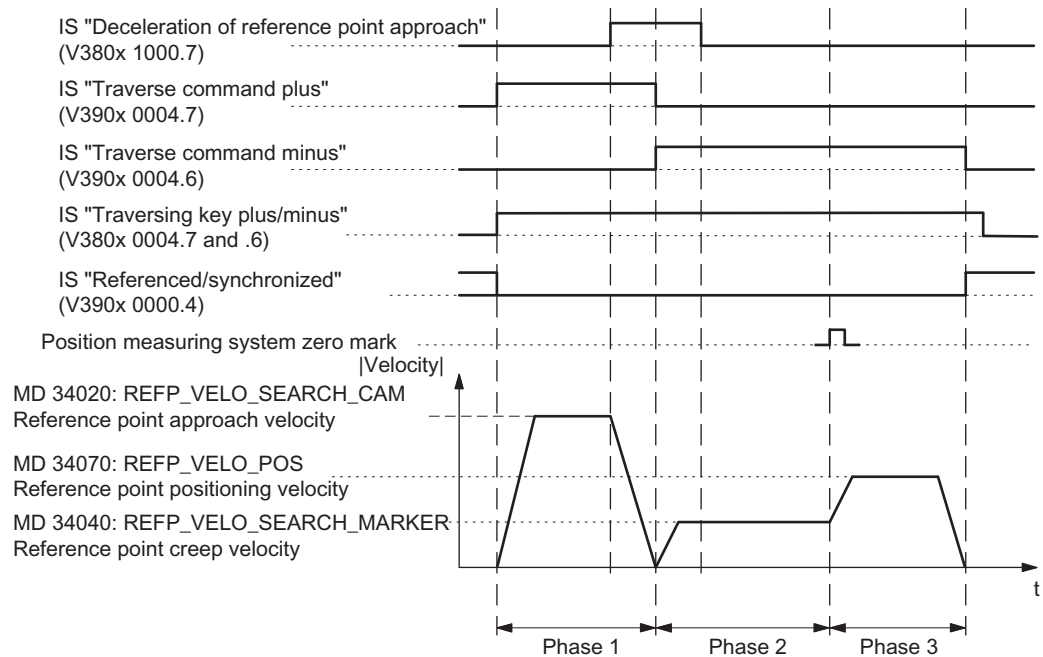 IS "Deceleration of reference point approach"
(V380x 1000.7)
IS "Traverse command plus"
(V390x 0004.7)
IS "Traverse command minus"
(V390x 0004.6)
IS "Traversing key plus/minus"
(V380x 0004.7 and .6)
IS "Referenced/synchronized"
(V390x 0000.4)
Position measuring system zero mark
|Velocity|
MD 34020: REFP_VELO_SEARCH_CAM
Reference point approach velocity
MD 34070: REFP_VELO_POS
Reference point positioning velocity
MD 34040: REFP_VELO_SEARCH_MARKER
Reference point creep velocity
t
Phase 1 Phase 2 Phase 3